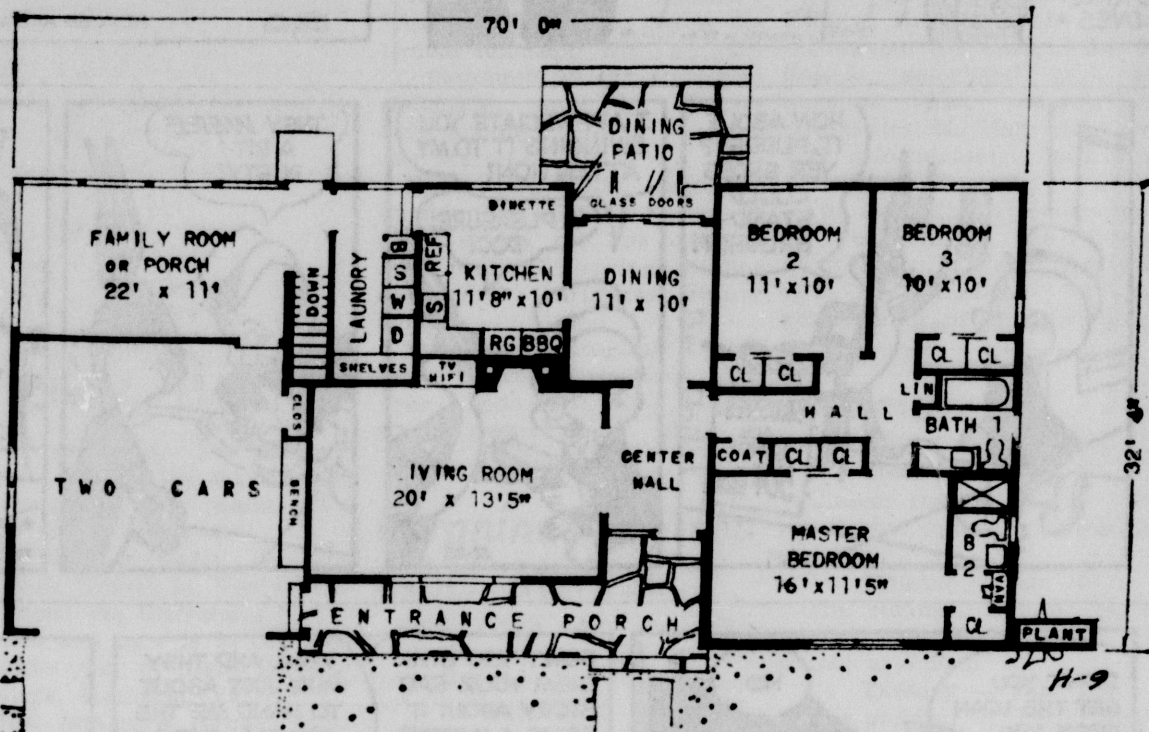 70' 0"
DINING
PATIO
GLASS DOORS
DINETTE
FAMILY ROOM
OR PORCH
22' x 11'
DOWN
LAUNDRY
B
S
W
D
REF
S
KITCHEN
11'8" x 10'
DINING
11' x 10'
BEDROOM
2
11' x 10'
BEDROOM
3
10' x 10'
RG BBQ
SHELVES
TV
HIFI
CL CL
CL CL
LIN
HALL
BATH 1
32' 4"
CLOS
BENCH
TWO CARS
IVING ROOM
20' x 13'5"
CENTER
HALL
COAT CL CL
MASTER
BEDROOM
16' x 11'5"
B
2
VAN
CL
ENTRANCE PORCH
PLANT
H-9